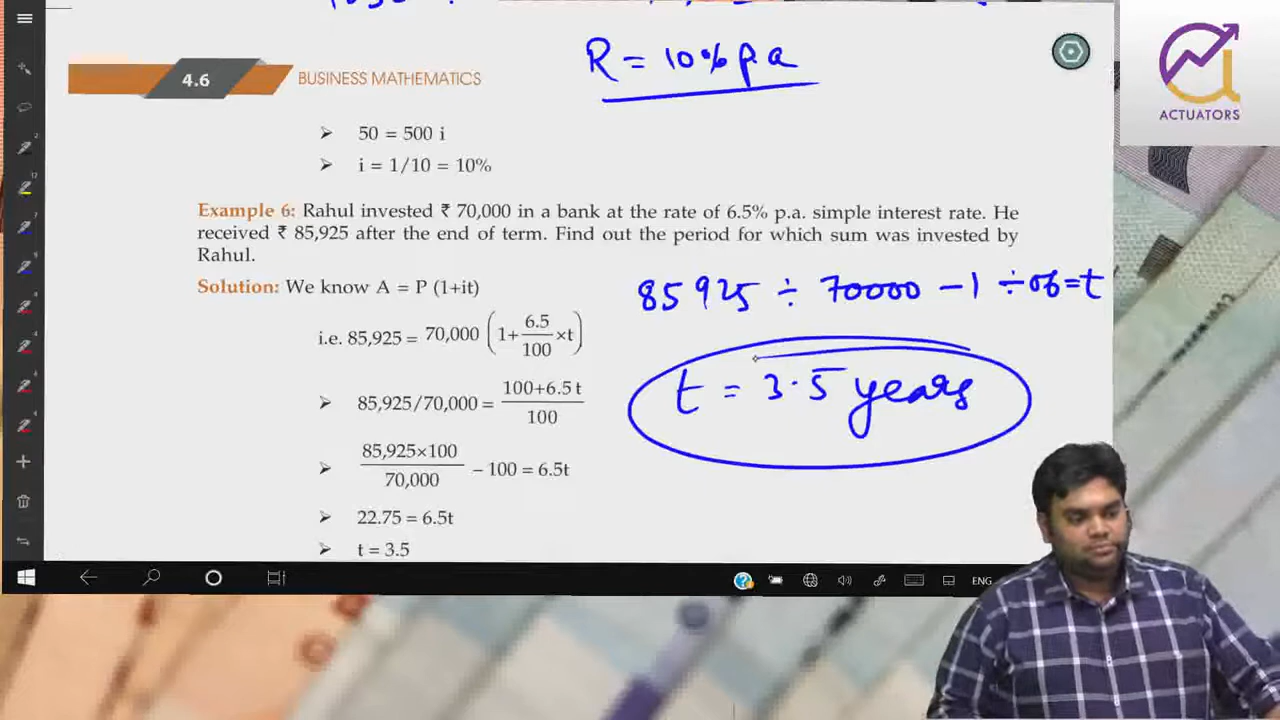 R = 10% p.a
ACTUATORS
4.6 BUSINESS MATHEMATICS
➢ 50 = 500 i
➢ i = 1/10 = 10%
Example 6: Rahul invested ₹ 70,000 in a bank at the rate of 6.5% p.a. simple interest rate. He
received ₹ 85,925 after the end of term. Find out the period for which sum was invested by
Rahul.
Solution: We know A = P (1+it)
85925 ÷ 70000 - 1 ÷ = t
i.e. 85,925 = 70,000 (1+6.5/100×t)
t = 3.5 years
➢ 85,925/70,000 = 100+6.5 t/100
➢ 85,925×100/70,000 – 100 = 6.5t
➢ 22.75 = 6.5t
➢ t = 3.5
ENG